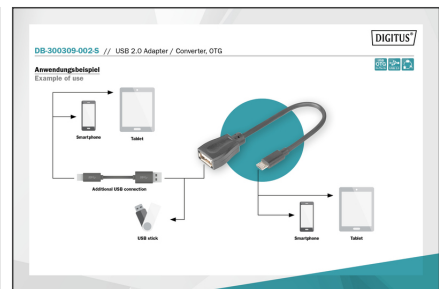 DIGITUS®
DB-300309-002-S // USB 2.0 Adapter / Converter, OTG
Anwendungsbeispiel
Example of use
OTG
Smartphone
Tablet
Additional USB connection
USB stick
Smartphone
Tablet